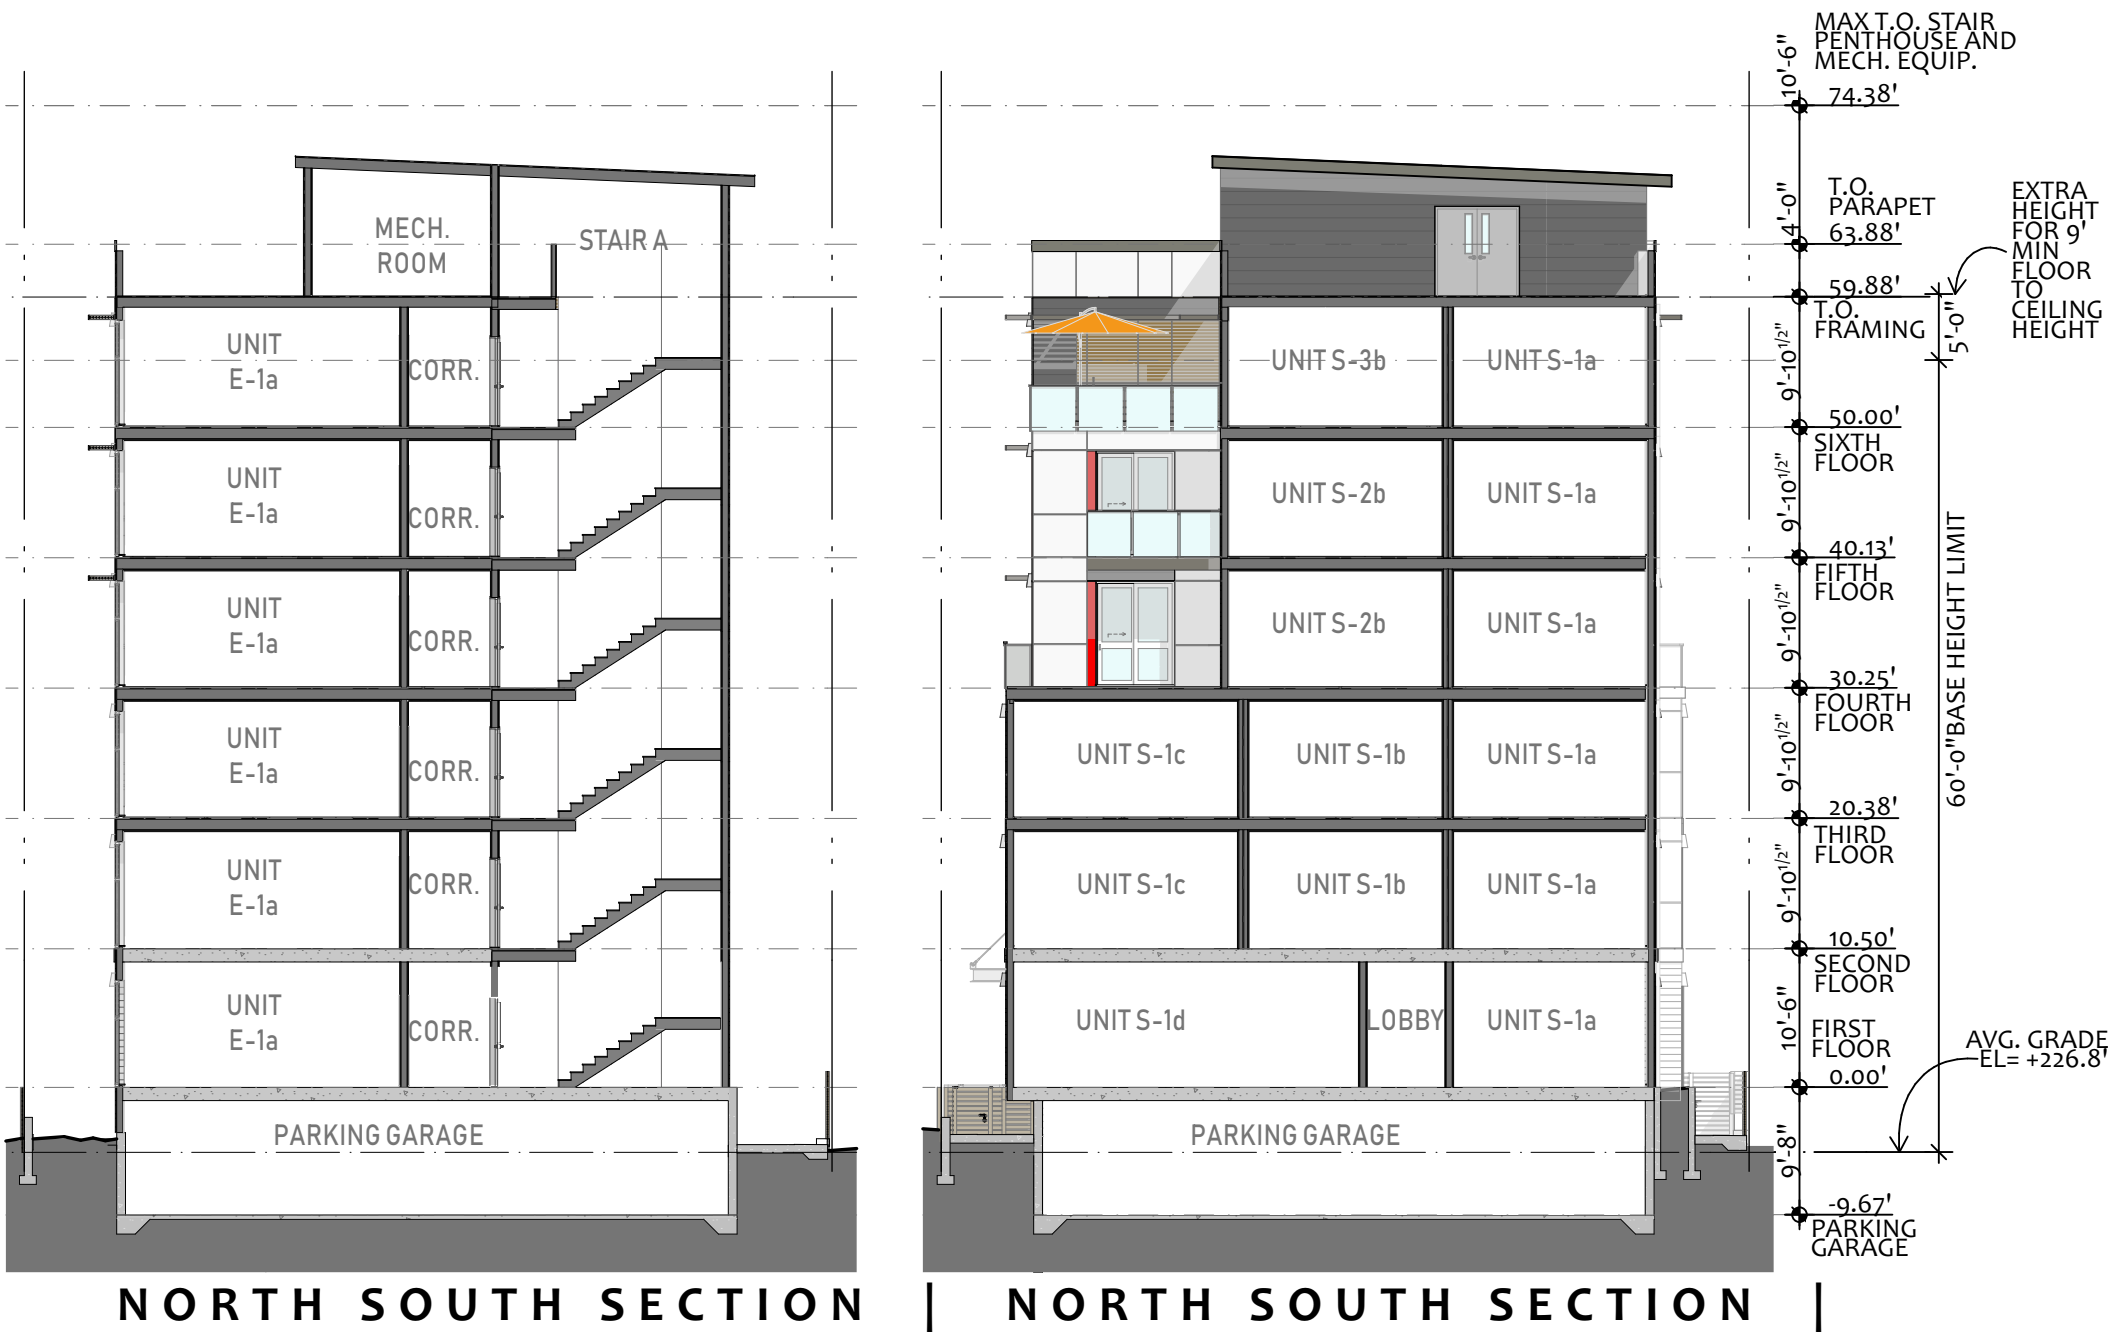 MECH.
ROOM
STAIR A
UNIT
E-1a
CORR.
UNIT
E-1a
CORR.
UNIT
E-1a
CORR.
UNIT
E-1a
CORR.
UNIT
E-1a
CORR.
UNIT
E-1a
CORR.
PARKING GARAGE
NORTH SOUTH SECTION |
UNIT S-3b
UNIT S-1a
UNIT S-2b
UNIT S-1a
UNIT S-2b
UNIT S-1a
UNIT S-1c
UNIT S-1b
UNIT S-1a
UNIT S-1c
UNIT S-1b
UNIT S-1a
UNIT S-1d
LOBBY
UNIT S-1a
PARKING GARAGE
NORTH SOUTH SECTION |
MAX T.O. STAIR
PENTHOUSE AND
MECH. EQUIP.
10'-6"
74.38'
T.O.
PARAPET
4'-0"
63.88'
59.88'
T.O.
FRAMING
9'-10 1/2"
50.00'
SIXTH
FLOOR
9'-10 1/2"
40.13'
FIFTH
FLOOR
9'-10 1/2"
30.25'
FOURTH
FLOOR
9'-10 1/2"
20.38'
THIRD
FLOOR
9'-10 1/2"
10.50'
SECOND
FLOOR
10'-6"
FIRST
FLOOR
0.00'
9'-8"
-9.67'
PARKING
GARAGE
EXTRA
HEIGHT
FOR 9'
MIN
FLOOR
TO
CEILING
HEIGHT
5'-0"
60'-0" BASE HEIGHT LIMIT
AVG. GRADE
EL= +226.8'